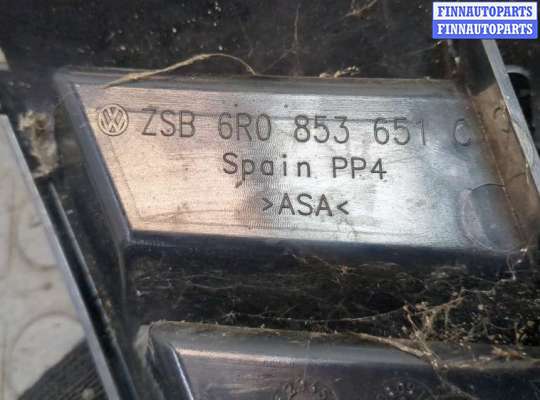 FINNAUTOPARTS
FINNAUTOPARTS
ZSB 6R0 853 651 C
Spain PP4
>ASA<